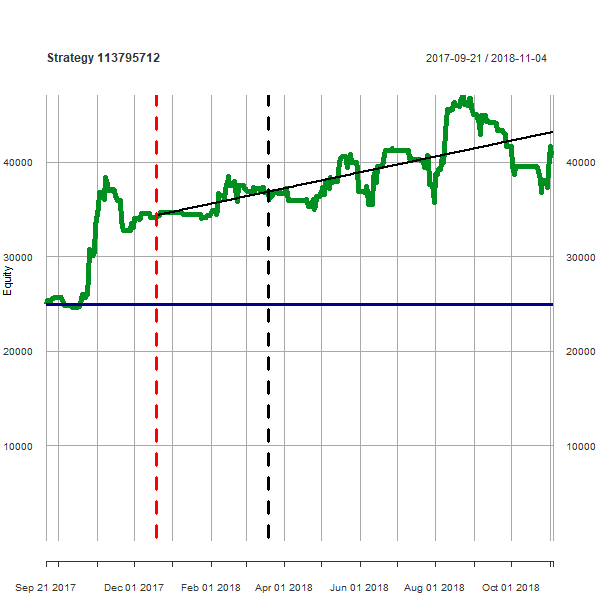 Strategy 113795712
2017-09-21 / 2018-11-04
Equity
40000
40000
30000
30000
20000
20000
10000
10000
Sep 21 2017
Dec 01 2017
Feb 01 2018
Apr 01 2018
Jun 01 2018
Aug 01 2018
Oct 01 2018